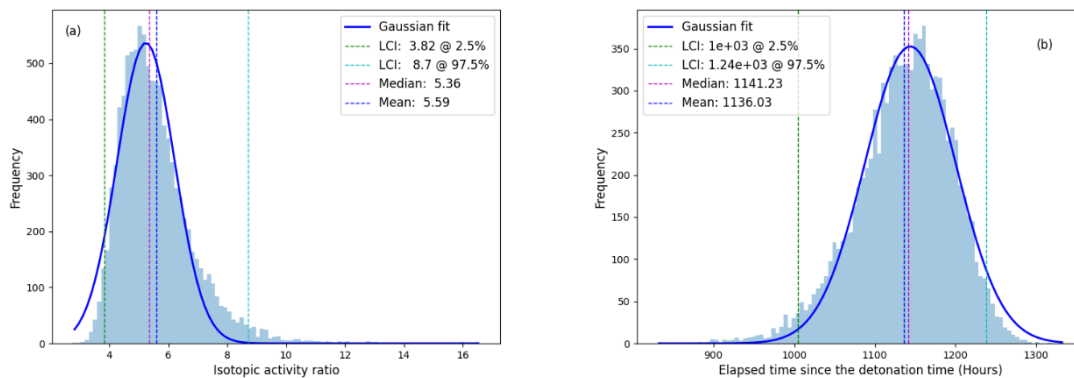 (a)
Gaussian fit
LCI:  3.82 @ 2.5%
LCI:   8.7 @ 97.5%
Median:  5.36
Mean:  5.59
Frequency
0
100
200
300
400
500
4
6
8
10
12
14
16
Isotopic activity ratio
Gaussian fit
LCI: 1e+03 @ 2.5%
LCI: 1.24e+03 @ 97.5%
Median: 1141.23
Mean: 1136.03
(b)
Frequency
0
50
100
150
200
250
300
350
900
1000
1100
1200
1300
Elapsed time since the detonation time (Hours)